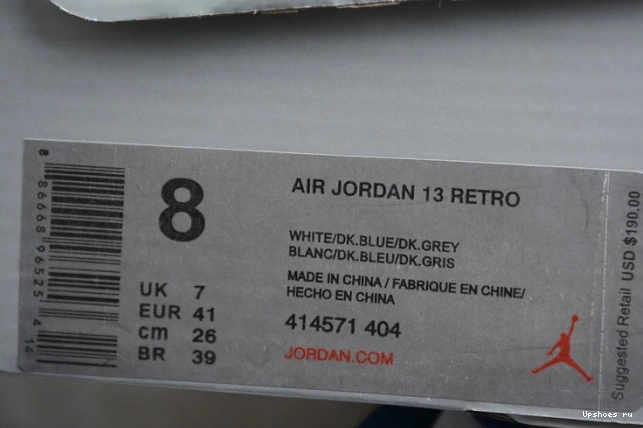 8
86668 96525 4 14
8
AIR JORDAN 13 RETRO
WHITE/DK.BLUE/DK.GREY
BLANC/DK.BLEU/DK.GRIS
MADE IN CHINA / FABRIQUE EN CHINE/
HECHO EN CHINA
UK 7
EUR 41
cm 26
BR 39
414571 404
JORDAN.COM
Suggested Retail USD $190.00
Upshoes ru